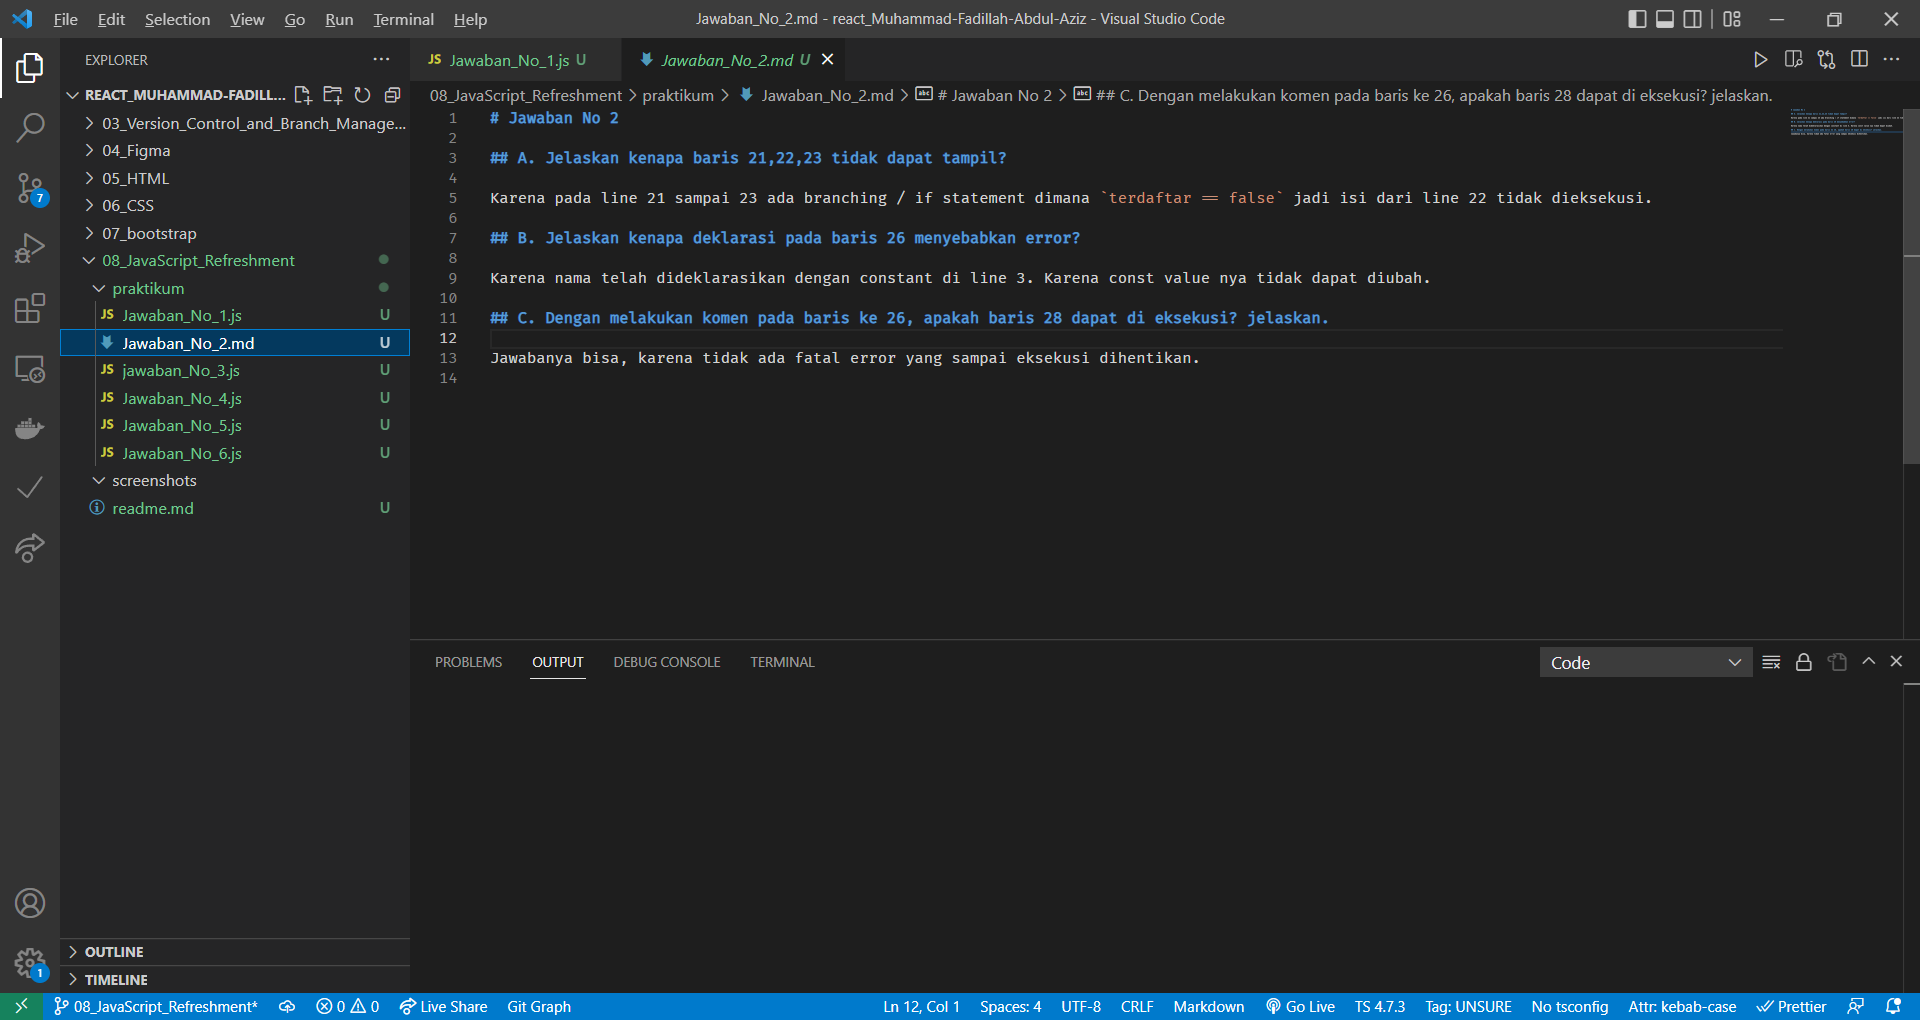 File Edit Selection View Go Run Terminal Help
Jawaban_No_2.md - react_Muhammad-Fadillah-Abdul-Aziz - Visual Studio Code
EXPLORER
REACT_MUHAMMAD-FADILL...
03_Version_Control_and_Branch_Manage...
04_Figma
05_HTML
06_CSS
07_bootstrap
08_JavaScript_Refreshment
praktikum
JS Jawaban_No_1.js U
Jawaban_No_2.md U
JS jawaban_No_3.js U
JS Jawaban_No_4.js U
JS Jawaban_No_5.js U
JS Jawaban_No_6.js U
screenshots
readme.md U
OUTLINE
TIMELINE
7
1
JS Jawaban_No_1.js U
Jawaban_No_2.md U
08_JavaScript_Refreshment > praktikum > Jawaban_No_2.md > # Jawaban No 2 > ## C. Dengan melakukan komen pada baris ke 26, apakah baris 28 dapat di eksekusi? jelaskan.
1 # Jawaban No 2
2
3 ## A. Jelaskan kenapa baris 21,22,23 tidak dapat tampil?
4
5 Karena pada line 21 sampai 23 ada branching / if statement dimana `terdaftar == false` jadi isi dari line 22 tidak dieksekusi.
6
7 ## B. Jelaskan kenapa deklarasi pada baris 26 menyebabkan error?
8
9 Karena nama telah dideklarasikan dengan constant di line 3. Karena const value nya tidak dapat diubah.
10
11 ## C. Dengan melakukan komen pada baris ke 26, apakah baris 28 dapat di eksekusi? jelaskan.
12
13 Jawabanya bisa, karena tidak ada fatal error yang sampai eksekusi dihentikan.
14
PROBLEMS OUTPUT DEBUG CONSOLE TERMINAL
Code
08_JavaScript_Refreshment* 0 0 Live Share Git Graph Ln 12, Col 1 Spaces: 4 UTF-8 CRLF Markdown Go Live TS 4.7.3 Tag: UNSURE No tsconfig Attr: kebab-case Prettier